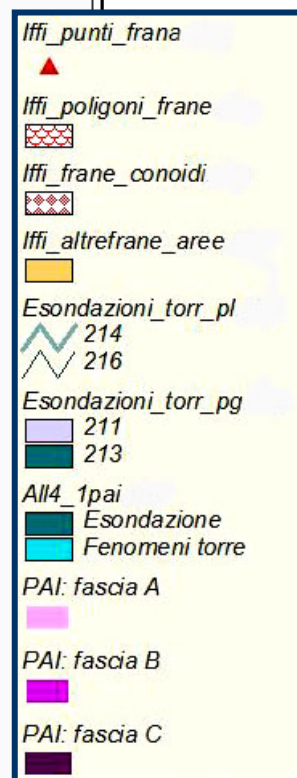 Iffi_punti_frana
Iffi_poligoni_frane
Iffi_frane_conoidi
Iffi_altrefrane_aree
Esondazioni_torr_pl
214
216
Esondazioni_torr_pg
211
213
All4_1pai
Esondazione
Fenomeni torre
PAI: fascia A
PAI: fascia B
PAI: fascia C